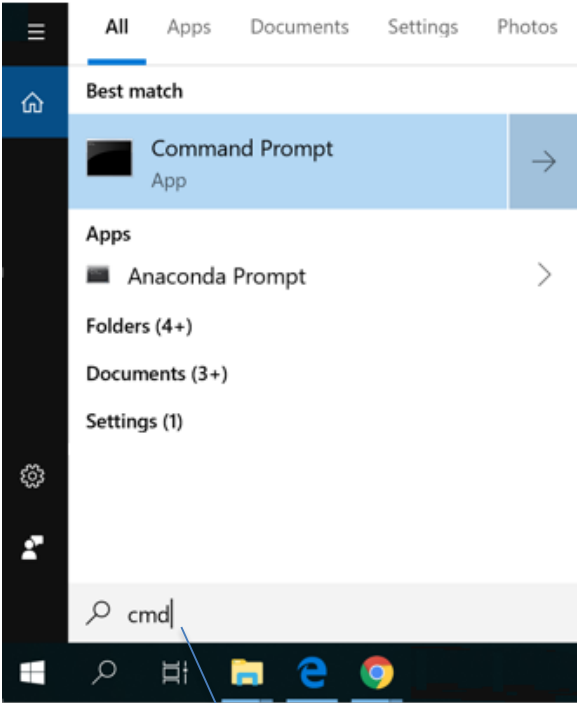 All Apps Documents Settings Photos
Best match
Command Prompt
App
Apps
Anaconda Prompt
Folders (4+)
Documents (3+)
Settings (1)
cmd